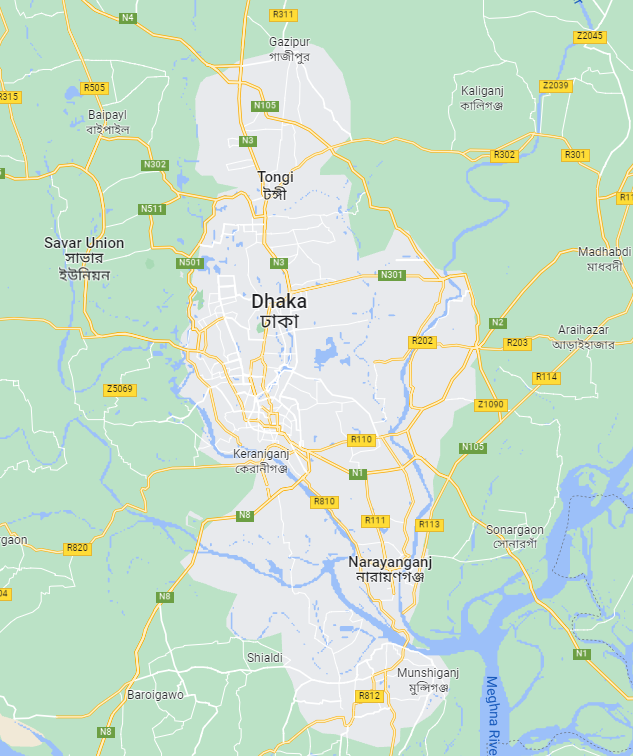 R311
N4
Z2045
Gazipur
গাজীপুর
R505
R315
Z2039
Kaliganj
কালিগঞ্জ
N105
Baipayl
বাইপাইল
N3
R302
R301
N302
Tongi
টঙ্গী
N511
Savar Union
সাভার
ইউনিয়ন
Madhabdi
মাধবদী
N501
N3
N301
Dhaka
ঢাকা
N2
Araihazar
আড়াইহাজার
R202
R203
R114
Z5069
Z1090
R110
N105
Keraniganj
কেরানীগঞ্জ
N1
R810
N8
R111
R113
Sonargaon
সোনারগাঁ
R820
Narayanganj
নারায়ণগঞ্জ
N8
Shialdi
N1
Munshiganj
মুন্সিগঞ্জ
Baroigawo
R812
N8
Meghna Rive